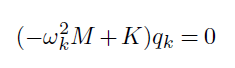 (-ω_k^2 M + K)q_k = 0